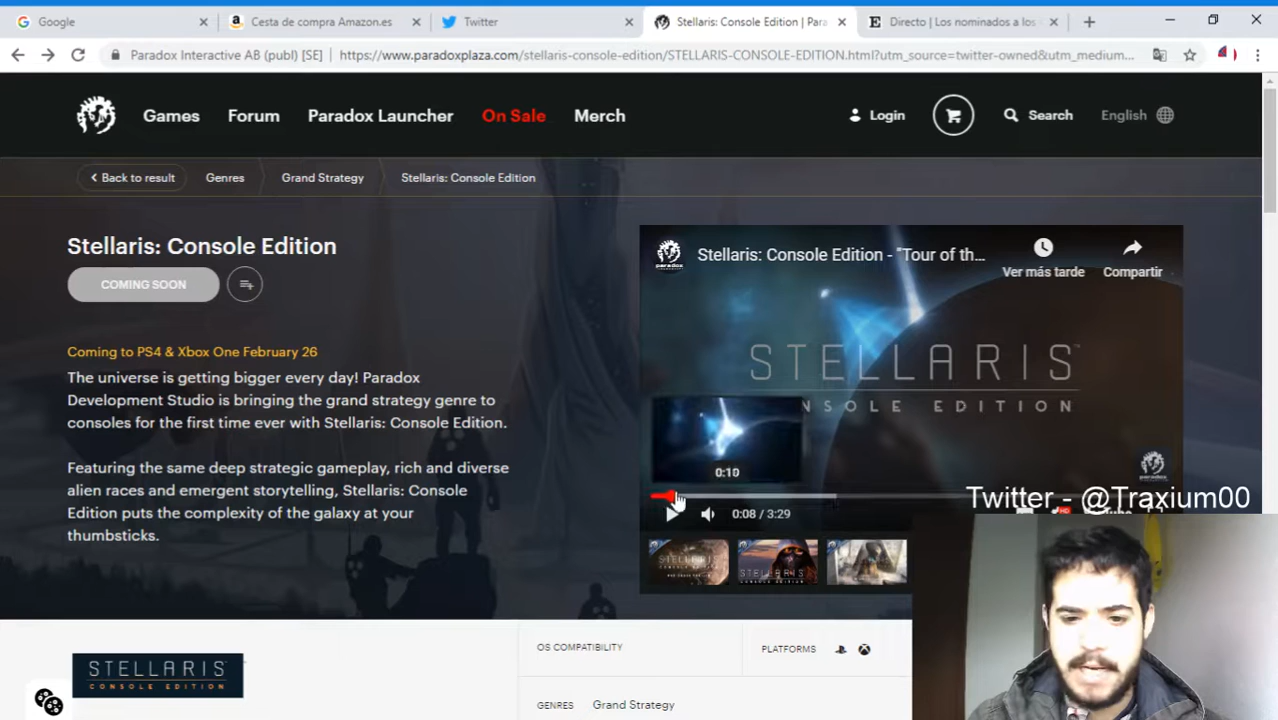 Google
Cesta de compra Amazon.es
Twitter
Stellaris: Console Edition | Para
Directo | Los nominados a los
Paradox Interactive AB (publ) [SE]
https://www.paradoxplaza.com/stellaris-console-edition/STELLARIS-CONSOLE-EDITION.html?utm_source=twitter-owned&utm_medium...
Games
Forum
Paradox Launcher
On Sale
Merch
Login
Search
English
Back to result
Genres
Grand Strategy
Stellaris: Console Edition
Stellaris: Console Edition
COMING SOON
Coming to PS4 & Xbox One February 26
The universe is getting bigger every day! Paradox
Development Studio is bringing the grand strategy genre to
consoles for the first time ever with Stellaris: Console Edition.
Featuring the same deep strategic gameplay, rich and diverse
alien races and emergent storytelling, Stellaris: Console
Edition puts the complexity of the galaxy at your
thumbsticks.
Stellaris: Console Edition - "Tour of th...
Ver más tarde
Compartir
STELLARIS
NSOLE EDITION
0:10
0:08 / 3:29
Twitter - @Traxium00
STELLARIS
CONSOLE EDITION
OS COMPATIBILITY
PLATFORMS
GENRES
Grand Strategy